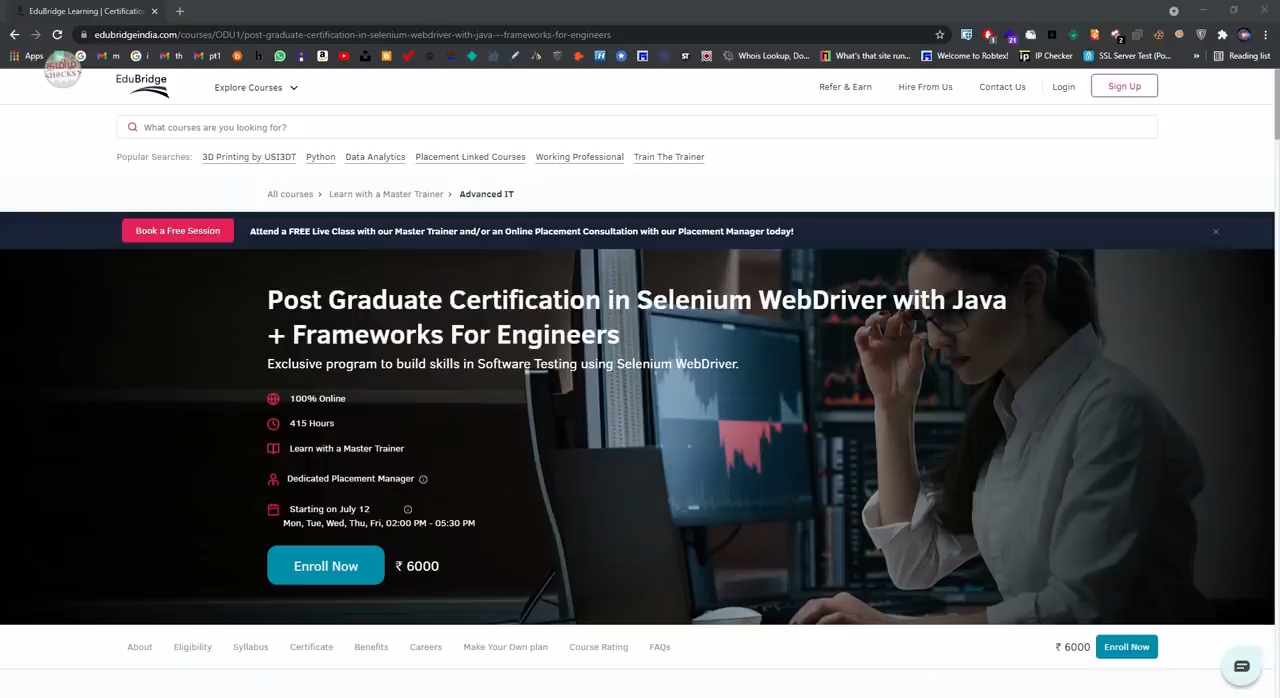 EduBridge Learning | Certificatio
edubridgeindia.com/courses/ODU1/post-graduate-certification-in-selenium-webdriver-with-java---frameworks-for-engineers
Apps G M m G i M th M pt1 Whois Lookup, Do... What's that site run... Welcome to Robtex! IP Checker SSL Server Test (Po... » Reading list
EduBridge
Explore Courses Refer & Earn Hire From Us Contact Us Login Sign Up
What courses are you looking for?
Popular Searches: 3D Printing by USI3DT Python Data Analytics Placement Linked Courses Working Professional Train The Trainer
All courses > Learn with a Master Trainer > Advanced IT
Book a Free Session Attend a FREE Live Class with our Master Trainer and/or an Online Placement Consultation with our Placement Manager today! ×
Post Graduate Certification in Selenium WebDriver with Java
+ Frameworks For Engineers
Exclusive program to build skills in Software Testing using Selenium WebDriver.
100% Online
415 Hours
Learn with a Master Trainer
Dedicated Placement Manager
Starting on July 12
Mon, Tue, Wed, Thu, Fri, 02:00 PM - 05:30 PM
Enroll Now ₹ 6000
About Eligibility Syllabus Certificate Benefits Careers Make Your Own plan Course Rating FAQs ₹ 6000 Enroll Now